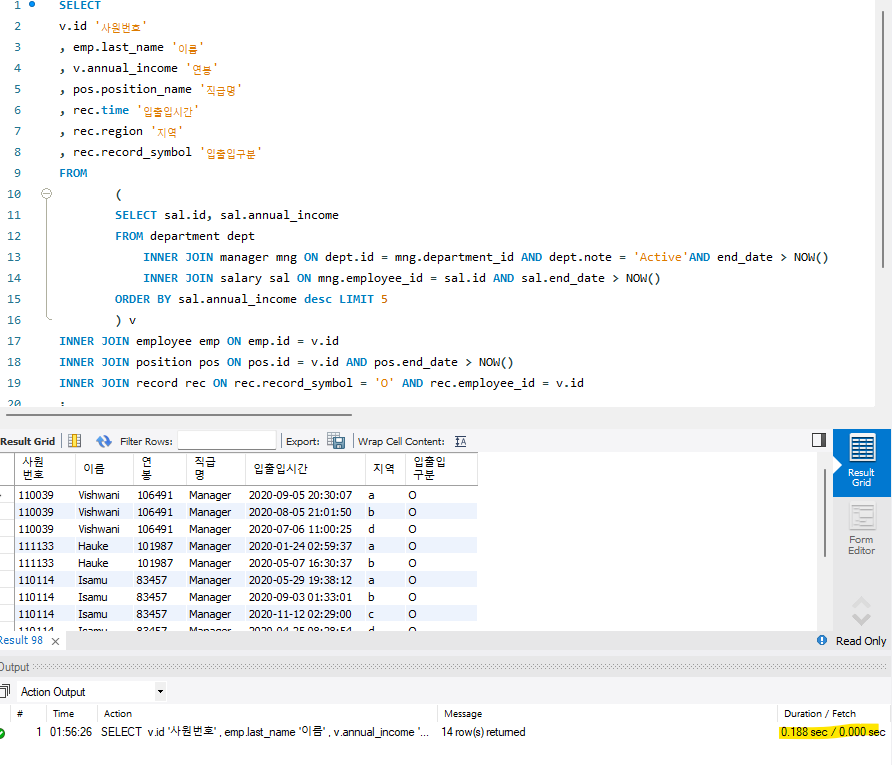 1 SELECT
2 v.id '사원번호'
3 , emp.last_name '이름'
4 , v.annual_income '연봉'
5 , pos.position_name '직급명'
6 , rec.time '입출입시간'
7 , rec.region '지역'
8 , rec.record_symbol '입출입구분'
9 FROM
10 (
11 SELECT sal.id, sal.annual_income
12 FROM department dept
13 INNER JOIN manager mng ON dept.id = mng.department_id AND dept.note = 'Active'AND end_date > NOW()
14 INNER JOIN salary sal ON mng.employee_id = sal.id AND sal.end_date > NOW()
15 ORDER BY sal.annual_income desc LIMIT 5
16 ) v
17 INNER JOIN employee emp ON emp.id = v.id
18 INNER JOIN position pos ON pos.id = v.id AND pos.end_date > NOW()
19 INNER JOIN record rec ON rec.record_symbol = 'O' AND rec.employee_id = v.id
20 ;
Result Grid Filter Rows: Export: Wrap Cell Content:
사원번호 이름 연봉 직급명 입출입시간 지역 입출입구분
110039 Vishwani 106491 Manager 2020-09-05 20:30:07 a O
110039 Vishwani 106491 Manager 2020-08-05 21:01:50 b O
110039 Vishwani 106491 Manager 2020-07-06 11:00:25 d O
111133 Hauke 101987 Manager 2020-01-24 02:59:37 a O
111133 Hauke 101987 Manager 2020-05-07 16:30:37 b O
110114 Isamu 83457 Manager 2020-05-29 19:38:12 a O
110114 Isamu 83457 Manager 2020-09-03 01:33:01 b O
110114 Isamu 83457 Manager 2020-11-12 02:29:00 c O
110114 Isamu 83457 Manager 2020-04-25 08:28:54 d O
Result Grid
Form Editor
Result 98 Read Only
Output
Action Output
# Time Action Message Duration / Fetch
1 01:56:26 SELECT v.id '사원번호' , emp.last_name '이름' , v.annual_income '... 14 row(s) returned 0.188 sec / 0.000 sec